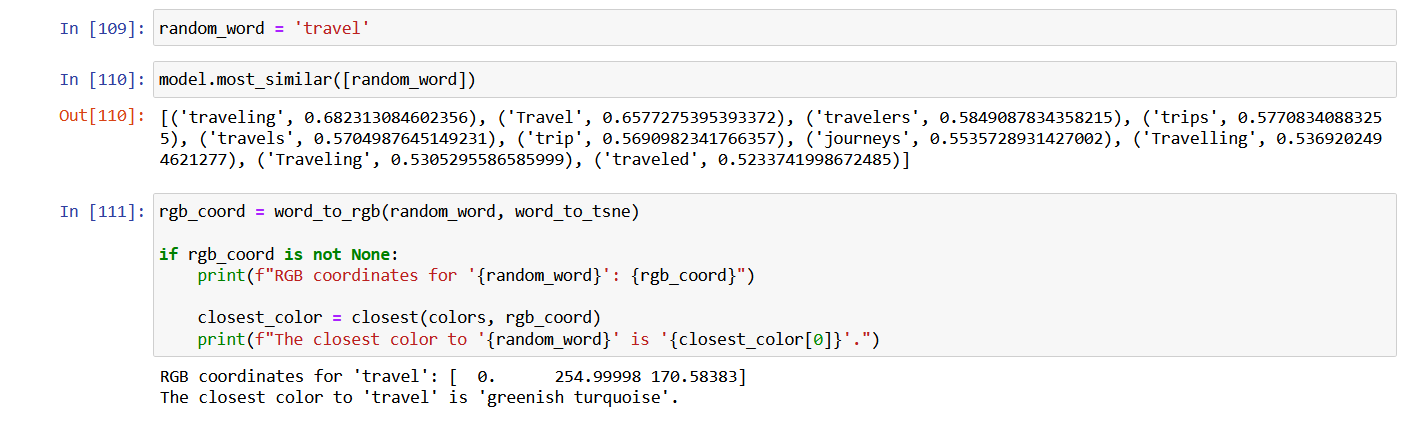 In [109]: random_word = 'travel'
In [110]: model.most_similar([random_word])
Out[110]: [('traveling', 0.682313084602356), ('Travel', 0.6577275395393372), ('travelers', 0.5849087834358215), ('trips', 0.5770834088325
5), ('travels', 0.5704987645149231), ('trip', 0.5690982341766357), ('journeys', 0.5535728931427002), ('Travelling', 0.536920249
4621277), ('Traveling', 0.5305295586585999), ('traveled', 0.5233741998672485)]
In [111]: rgb_coord = word_to_rgb(random_word, word_to_tsne)
if rgb_coord is not None:
    print(f"RGB coordinates for '{random_word}': {rgb_coord}")
    closest_color = closest(colors, rgb_coord)
    print(f"The closest color to '{random_word}' is '{closest_color[0]}'.")
RGB coordinates for 'travel': [  0.      254.99998 170.58383]
The closest color to 'travel' is 'greenish turquoise'.